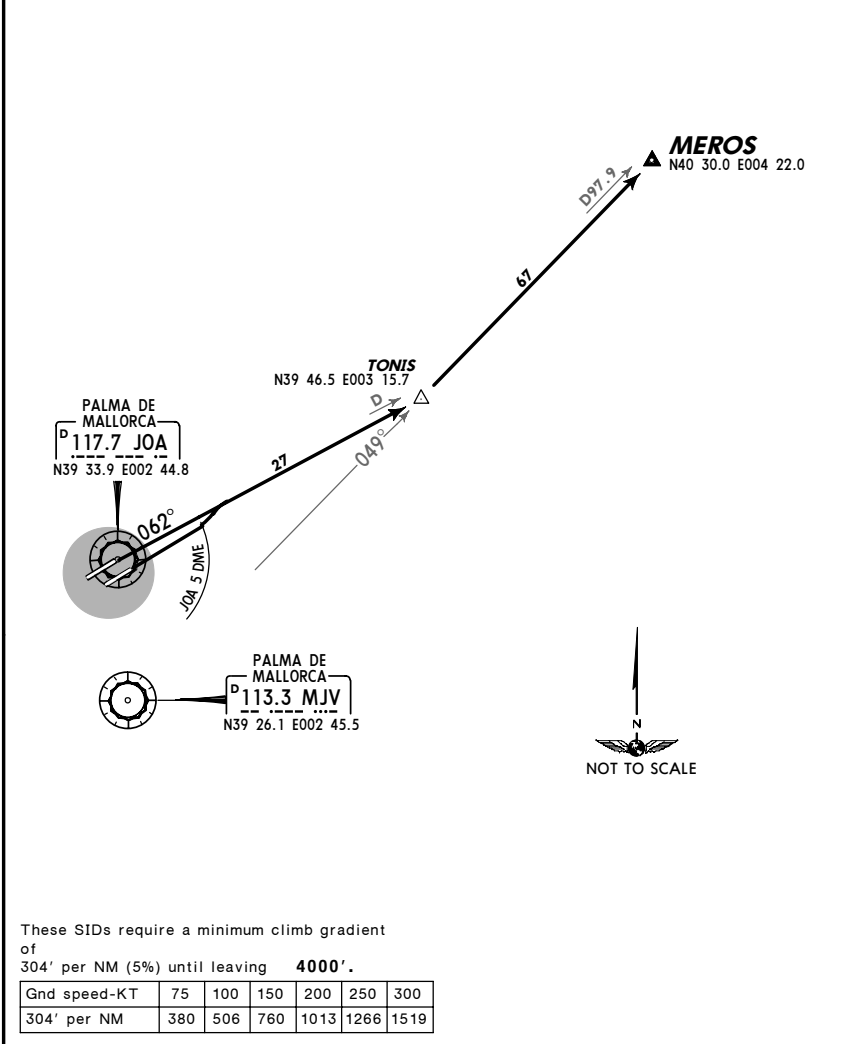 MEROS
N40 30.0 E004 22.0
D97.9
67
TONIS
N39 46.5 E003 15.7
D
049°
27
PALMA DE
MALLORCA
D 117.7 JOA
N39 33.9 E002 44.8
062°
JOA 5 DME
PALMA DE
MALLORCA
D 113.3 MJV
N39 26.1 E002 45.5
N
NOT TO SCALE
These SIDs require a minimum climb gradient
of
304' per NM (5%) until leaving 4000'.
Gnd speed-KT 75 100 150 200 250 300
304' per NM 380 506 760 1013 1266 1519